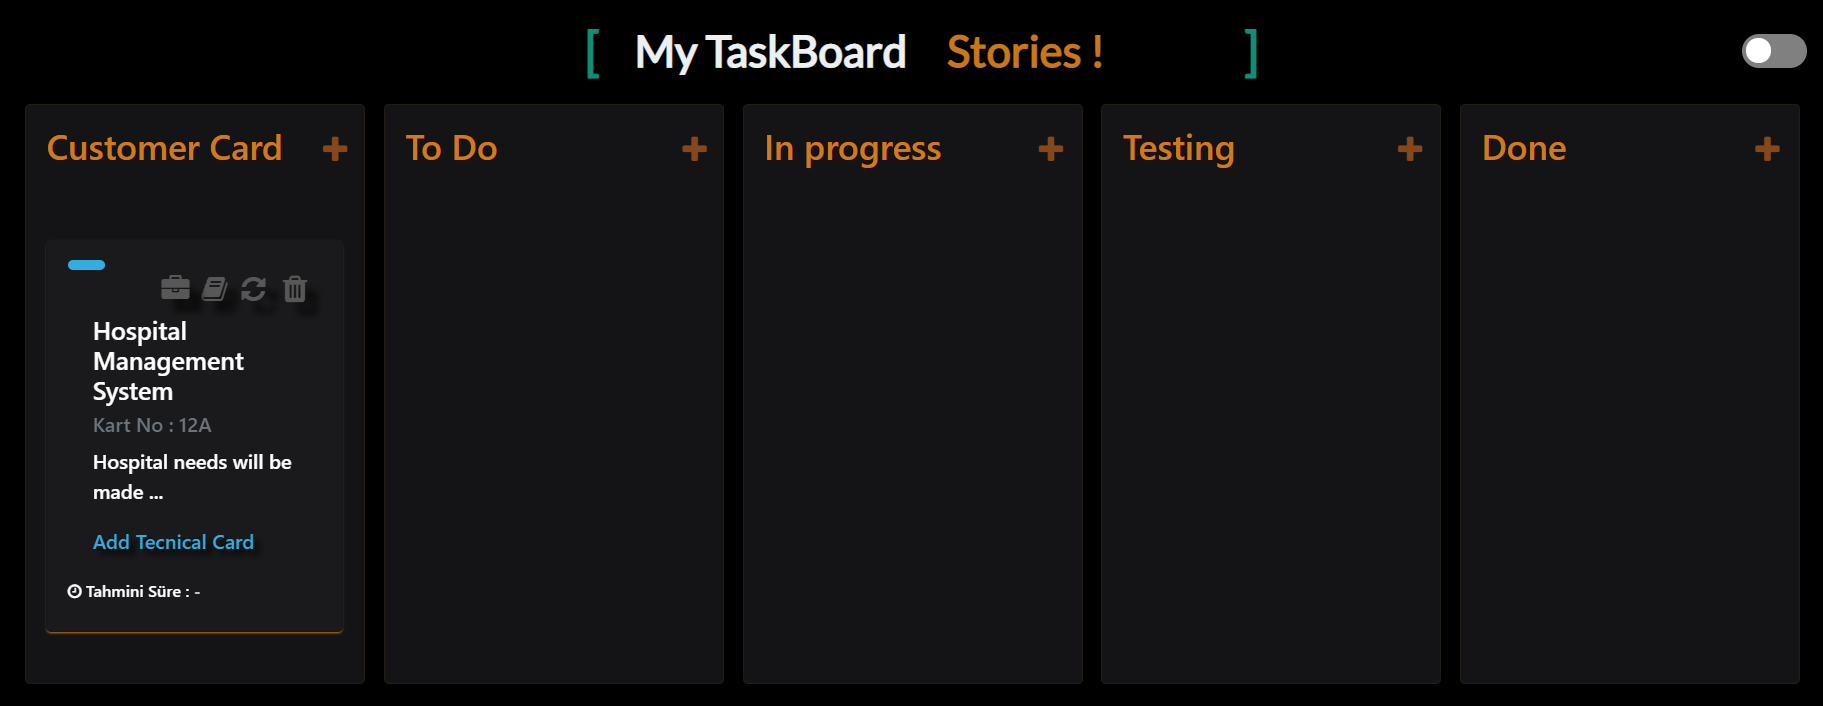 [ My TaskBoard Stories ! ]
Customer Card
To Do
In progress
Testing
Done
Hospital
Management
System
Kart No : 12A
Hospital needs will be
made ...
Add Tecnical Card
Tahmini Süre : -